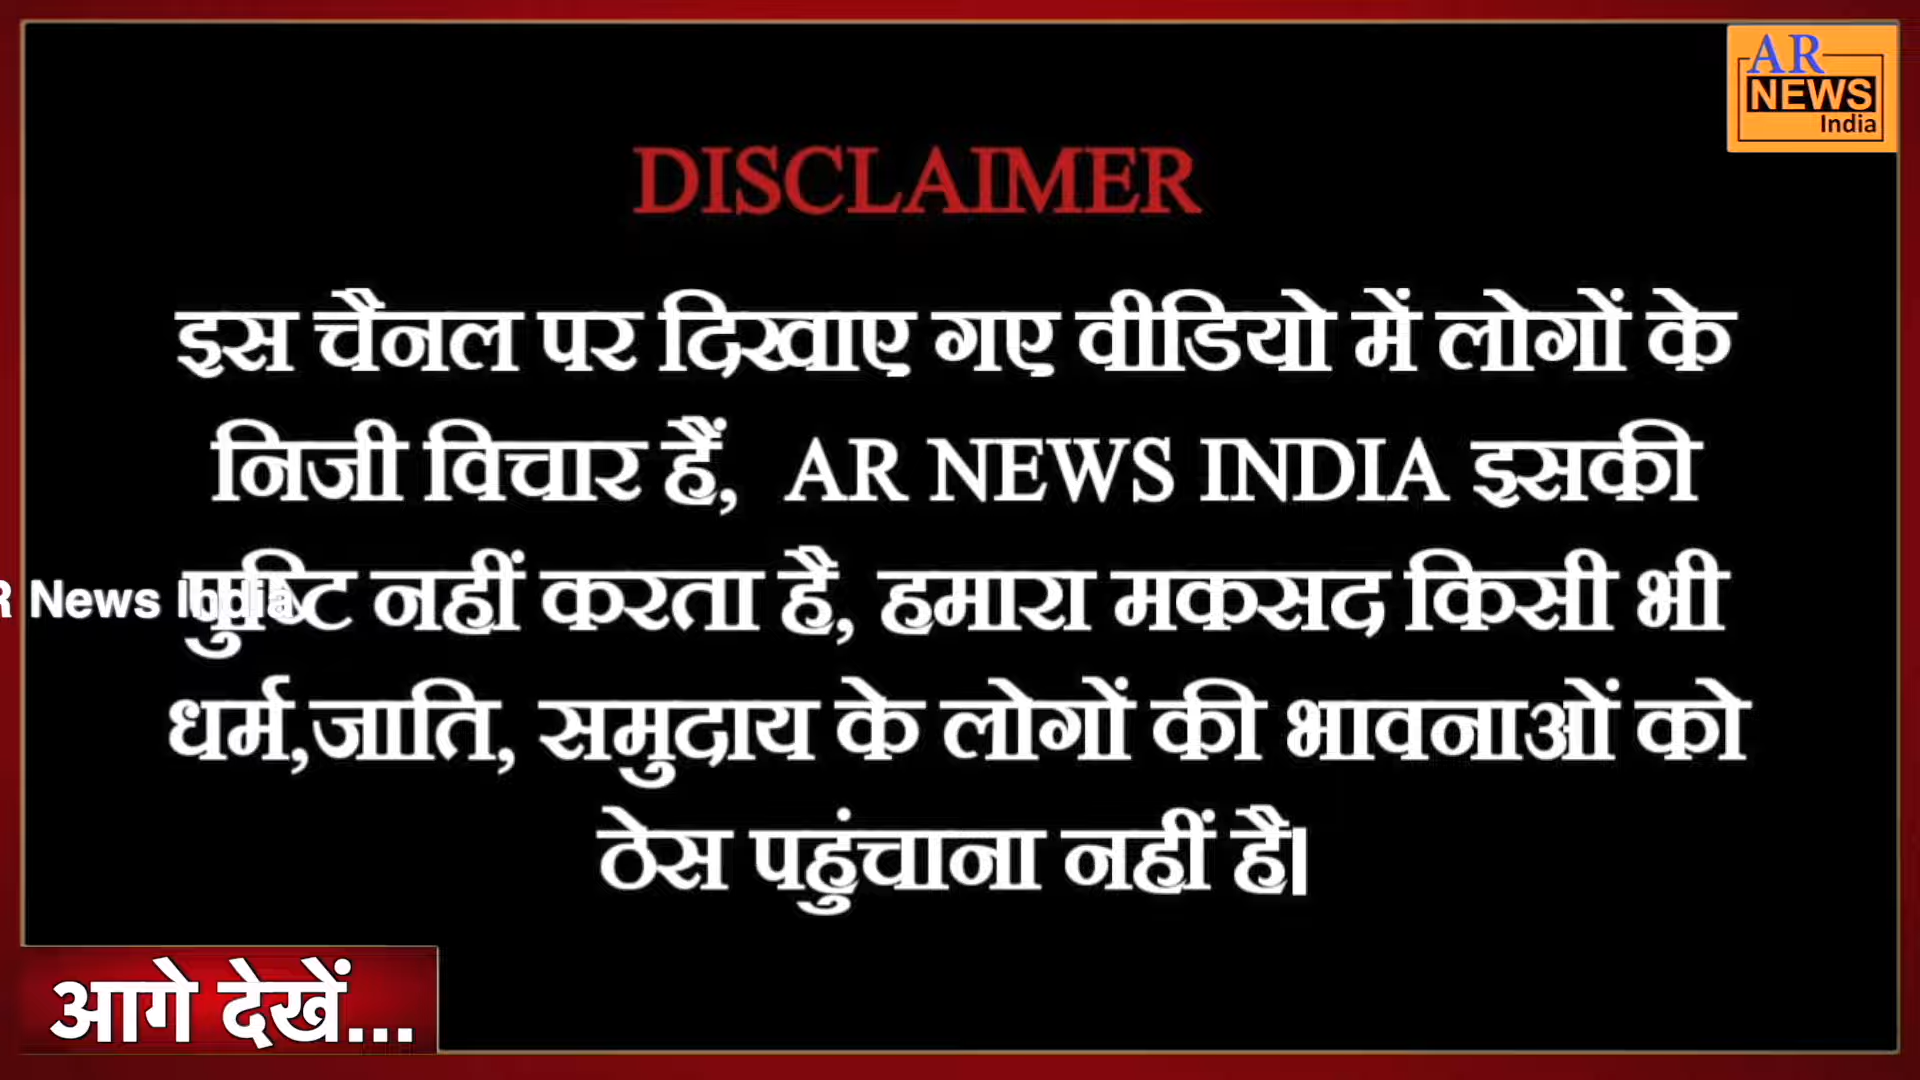 AR
NEWS
India
DISCLAIMER
इस चैनल पर दिखाए गए वीडियो में लोगों के
निजी विचार हैं, AR NEWS INDIA इसकी
पुष्टि नहीं करता है, हमारा मकसद किसी भी
R News India
धर्म,जाति, समुदाय के लोगों की भावनाओं को
ठेस पहुंचाना नहीं है|
आगे देखें...